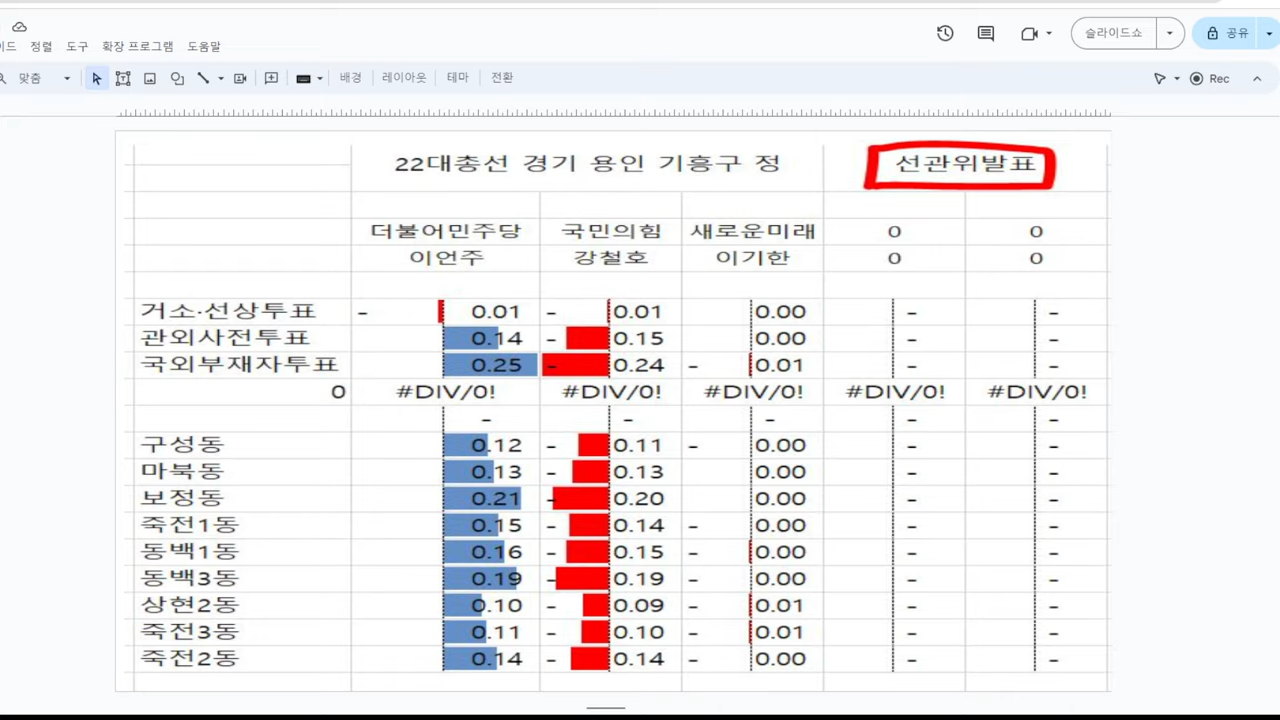 이드 정렬 도구 확장 프로그램 도움말
슬라이드쇼 공유
맞춤 배경 레이아웃 테마 전환 Rec
22대총선 경기 용인 기흥구 정 선관위발표
더불어민주당 국민의힘 새로운미래 0 0
이언주 강철호 이기한 0 0
거소·선상투표 - 0.01 - 0.01 0.00 - -
관외사전투표 0.14 - 0.15 0.00 - -
국외부재자투표 0.25 - 0.24 - 0.01 - -
0 #DIV/0! #DIV/0! #DIV/0! #DIV/0! #DIV/0!
- - - - -
구성동 0.12 - 0.11 - 0.00 - -
마북동 0.13 - 0.13 0.00 - -
보정동 0.21 - 0.20 0.00 - -
죽전1동 0.15 - 0.14 - 0.00 - -
동백1동 0.16 - 0.15 - 0.00 - -
동백3동 0.19 - 0.19 0.00 - -
상현2동 0.10 - 0.09 - 0.01 - -
죽전3동 0.11 - 0.10 - 0.01 - -
죽전2동 0.14 - 0.14 - 0.00 - -